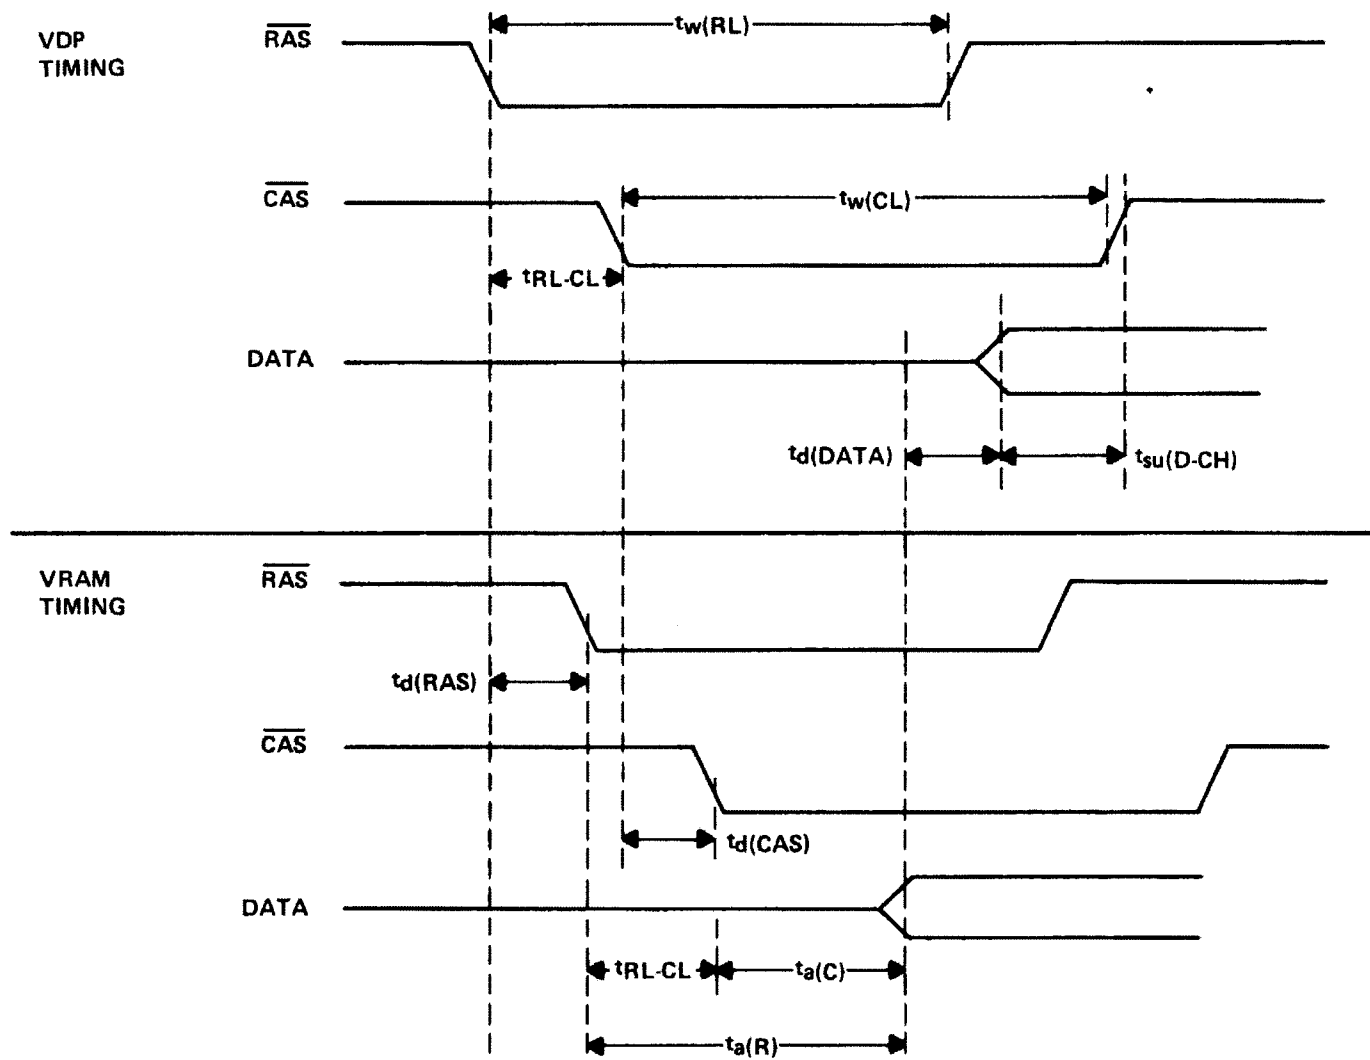 tw(RL)
VDP
TIMING
RAS
CAS
tw(CL)
tRL-CL
DATA
td(DATA)
tsu(D-CH)
VRAM
TIMING
RAS
td(RAS)
CAS
td(CAS)
DATA
tRL-CL
ta(C)
ta(R)